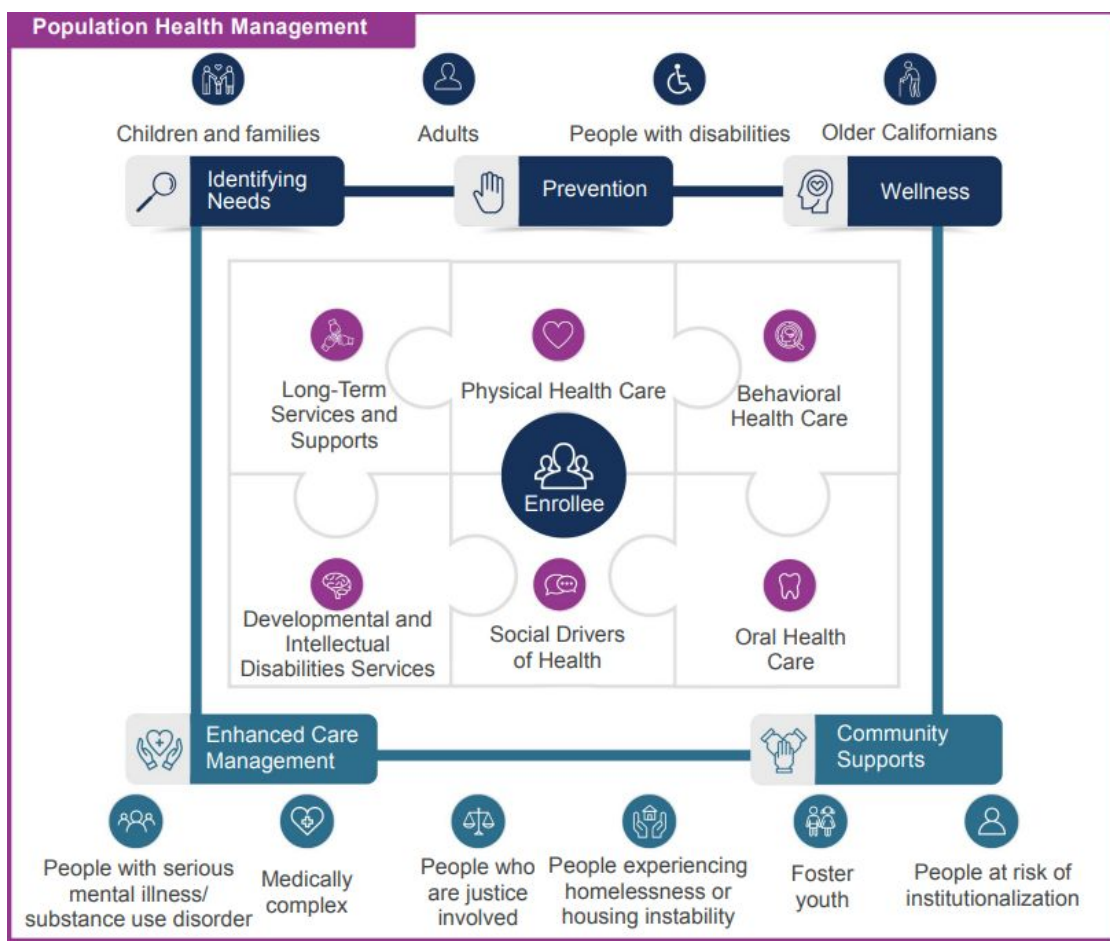 Population Health Management
Children and families
Adults
People with disabilities
Older Californians
Identifying
Needs
Prevention
Wellness
Long-Term
Services and
Supports
Physical Health Care
Behavioral
Health Care
Enrollee
Developmental and
Intellectual
Disabilities Services
Social Drivers
of Health
Oral Health
Care
Enhanced Care
Management
Community
Supports
People with serious
mental illness/
substance use disorder
Medically
complex
People who
are justice
involved
People experiencing
homelessness or
housing instability
Foster
youth
People at risk of
institutionalization